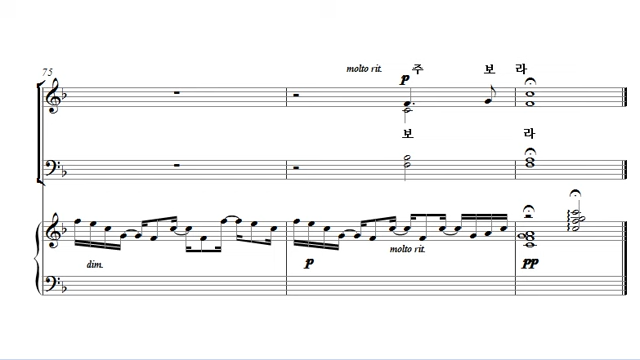 75
molto rit. 주 보 라
p
보 라
molto rit.
dim. p pp